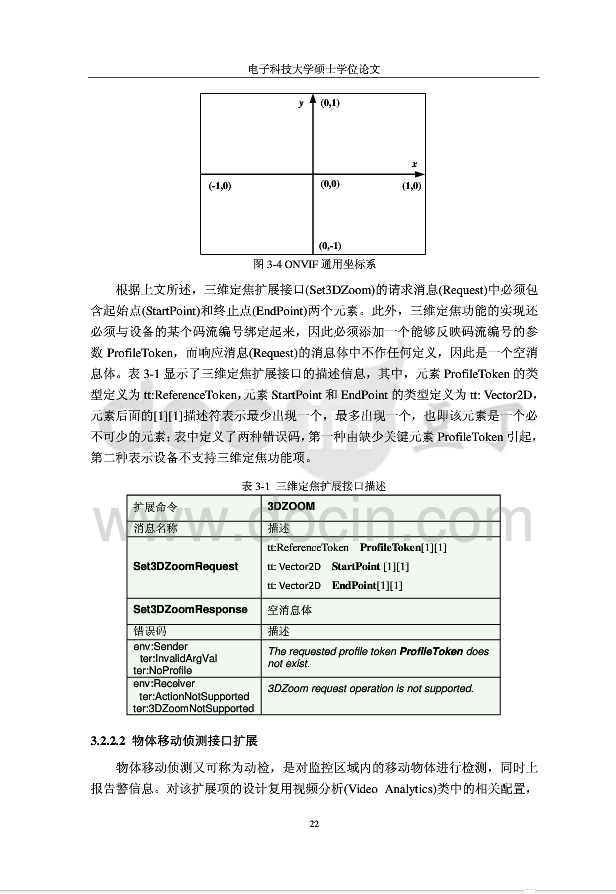 电子科技大学硕士学位论文
y
(0,1)
x
(-1,0)
(0,0)
(1,0)
(0,-1)
图 3-4 ONVIF 通用坐标系
根据上文所述，三维定焦扩展接口(Set3DZoom)的请求消息(Request)中必须包
含起始点(StartPoint)和终止点(EndPoint)两个元素。此外，三维定焦功能的实现还
必须与设备的某个码流编号绑定起来，因此必须添加一个能够反映码流编号的参
数 ProfileToken，而响应消息(Request)的消息体中不作任何定义，因此是一个空消
息体。表 3-1 显示了三维定焦扩展接口的描述信息，其中，元素 ProfileToken 的类
型定义为 tt:ReferenceToken，元素 StartPoint 和 EndPoint 的类型定义为 tt: Vector2D，
元素后面的[1][1]描述符表示最少出现一个，最多出现一个，也即该元素是一个必
不可少的元素；表中定义了两种错误码，第一种由缺少关键元素 ProfileToken 引起，
第二种表示设备不支持三维定焦功能项。
表 3-1 三维定焦扩展接口描述
扩展命令 3DZOOM
消息名称 描述
Set3DZoomRequest
tt:ReferenceToken ProfileToken[1][1]
tt: Vector2D StartPoint [1][1]
tt: Vector2D EndPoint[1][1]
Set3DZoomResponse 空消息体
错误码 描述
env:Sender
ter:InvalidArgVal
ter:NoProfile
The requested profile token ProfileToken does
not exist.
env:Receiver
ter:ActionNotSupported
ter:3DZoomNotSupported
3DZoom request operation is not supported.
3.2.2.2 物体移动侦测接口扩展
物体移动侦测又可称为动检，是对监控区域内的移动物体进行检测，同时上
报告警信息。对该扩展项的设计复用视频分析(Video Analytics)类中的相关配置，
22
docin 豆丁
www.docin.com